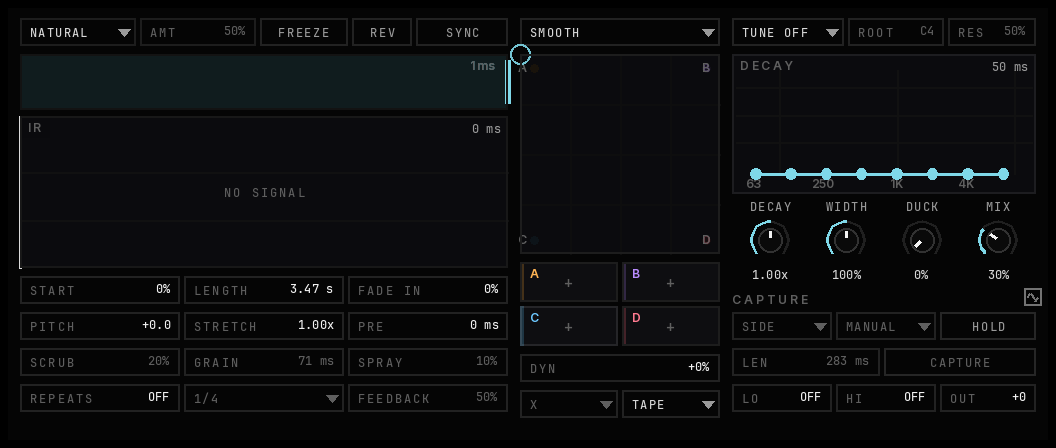 NATURAL AMT 50% FREEZE REV SYNC SMOOTH TUNE OFF ROOT C4 RES 50%
1ms
A B
DECAY 50 ms
IR 0 ms
NO SIGNAL
63 250 1K 4K
DECAY WIDTH DUCK MIX
C D
1.00x 100% 0% 30%
A + B +
START 0% LENGTH 3.47 s FADE IN 0%
CAPTURE
C + D +
PITCH +0.0 STRETCH 1.00x PRE 0 ms
SIDE MANUAL HOLD
SCRUB 20% GRAIN 71 ms SPRAY 10%
DYN +0%
LEN 283 ms CAPTURE
REPEATS OFF 1/4 FEEDBACK 50%
X TAPE
LO OFF HI OFF OUT +0